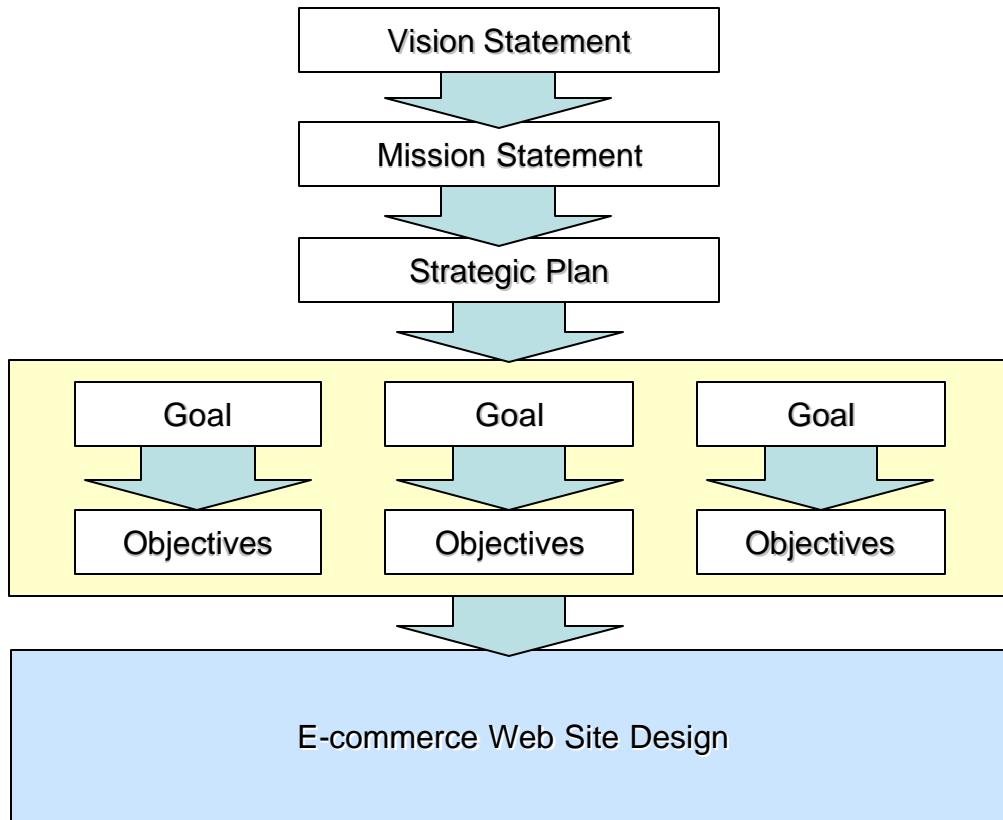 Vision Statement
Mission Statement
Strategic Plan
Goal
Goal
Goal
Objectives
Objectives
Objectives
E-commerce Web Site Design